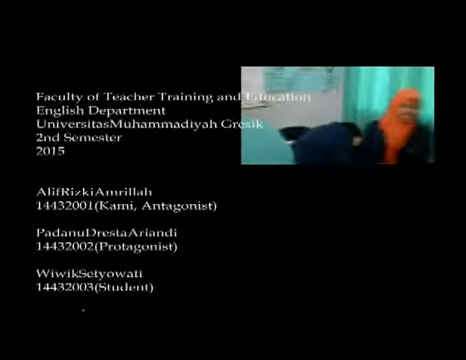 Faculty of Teacher Training and Education
English Department
UniversitasMuhammadiyah Gresik
2nd Semester
2015
AlifRizkiAmrillah
14432001(Kami, Antagonist)
PadanuDrestaAriandi
14432002(Protagonist)
WiwikSetyowati
14432003(Student)